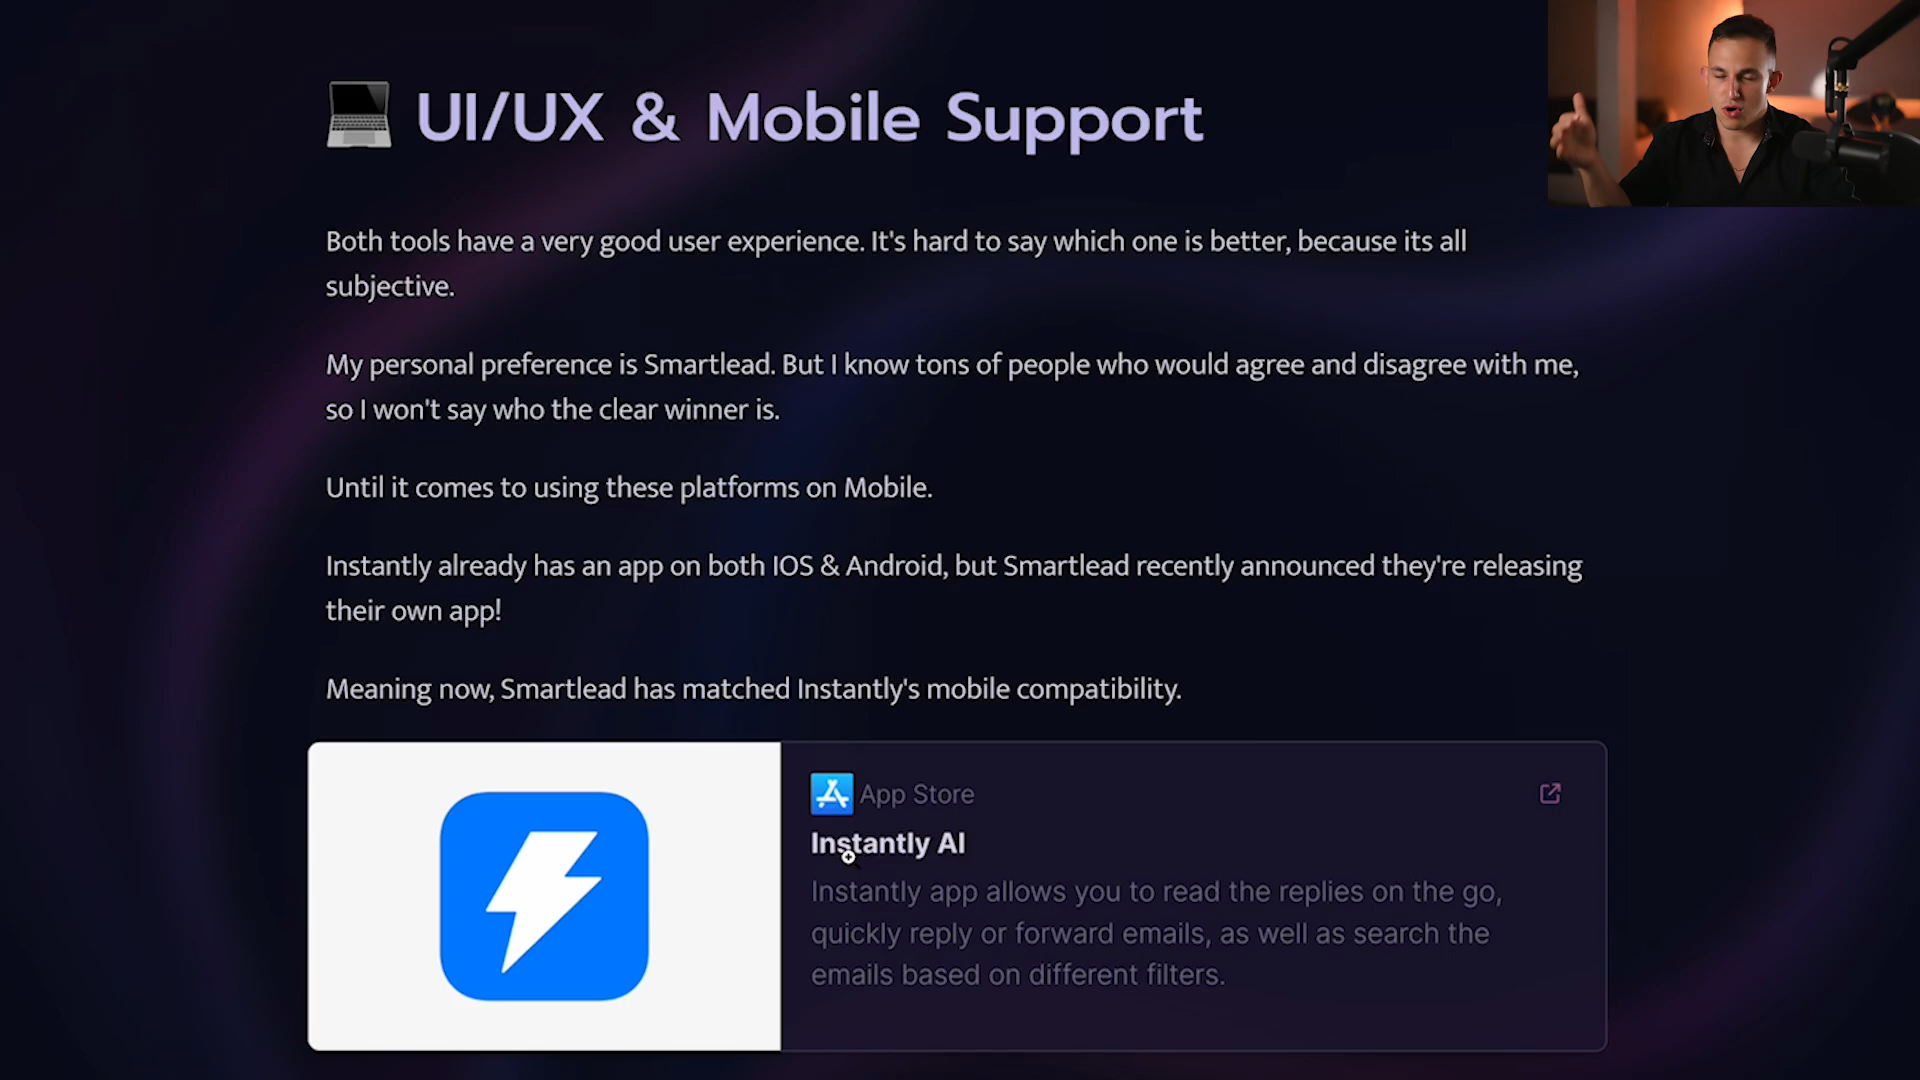 UI/UX & Mobile Support
Both tools have a very good user experience. It's hard to say which one is better, because its all
subjective.
My personal preference is Smartlead. But I know tons of people who would agree and disagree with me,
so I won't say who the clear winner is.
Until it comes to using these platforms on Mobile.
Instantly already has an app on both IOS & Android, but Smartlead recently announced they're releasing
their own app!
Meaning now, Smartlead has matched Instantly's mobile compatibility.
App Store
Instantly AI
Instantly app allows you to read the replies on the go,
quickly reply or forward emails, as well as search the
emails based on different filters.